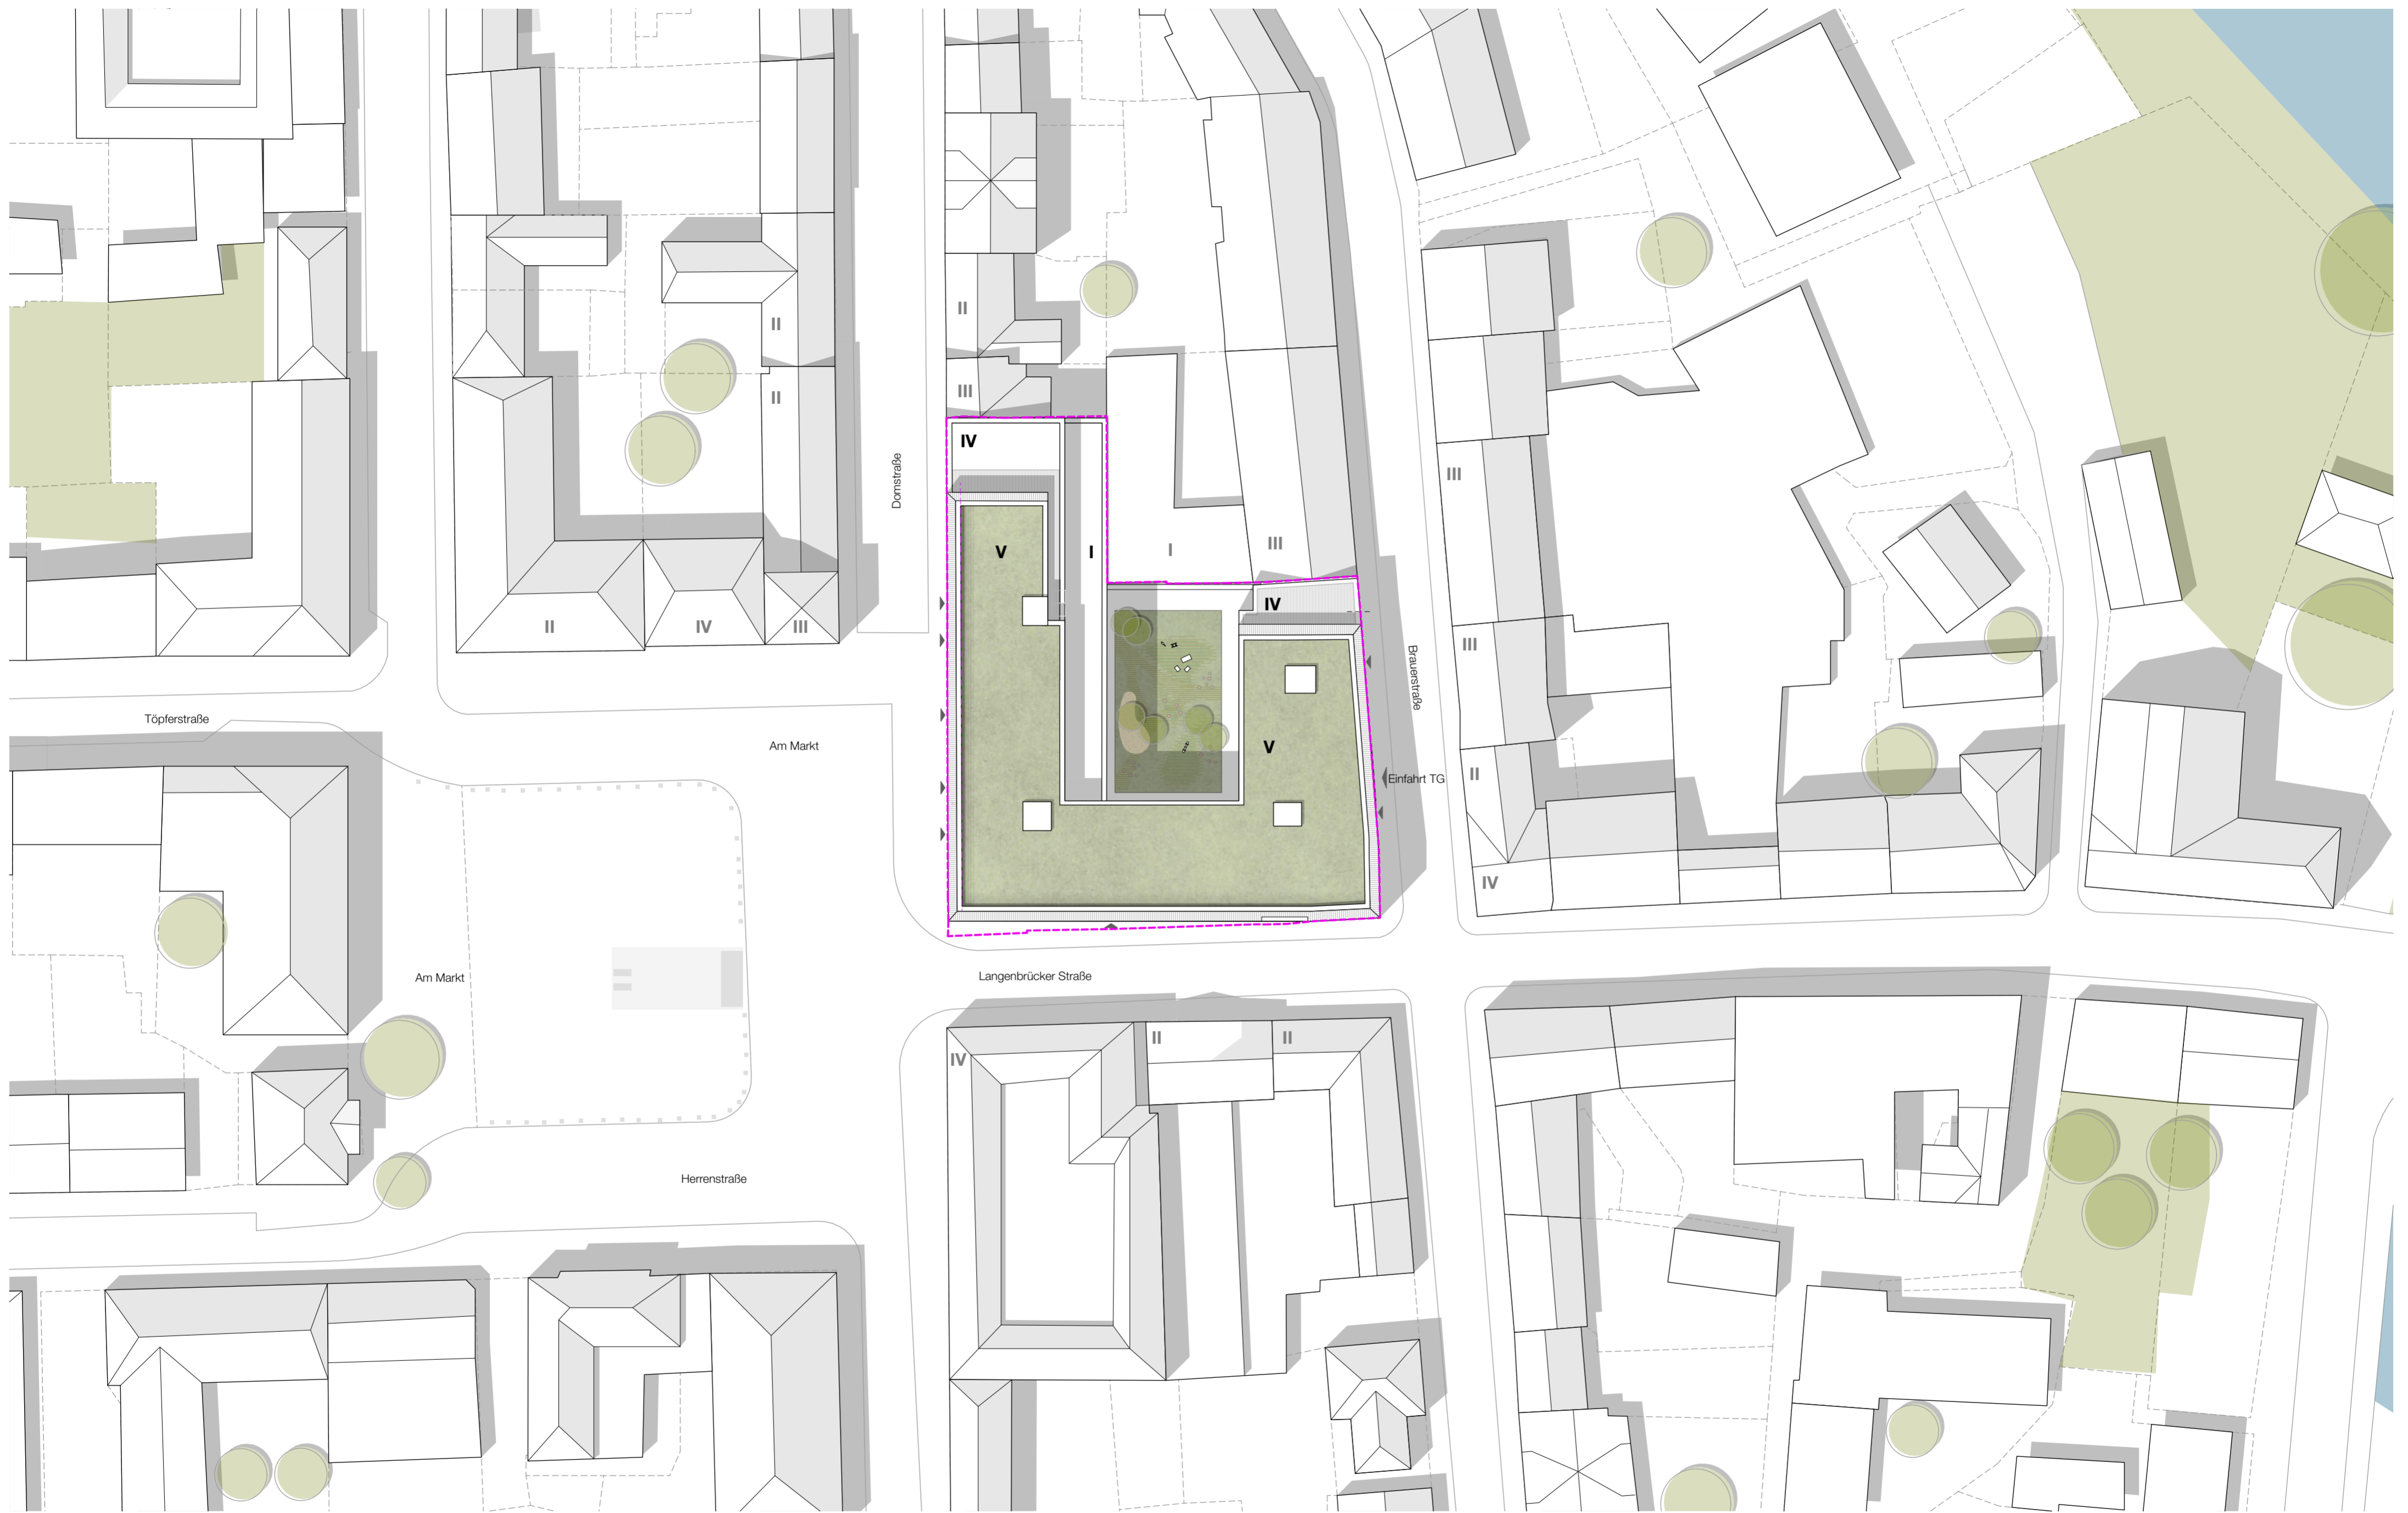 II
II
II
III
Domstraße
IV
V
I
I
III
IV
III
II
IV
III
Brauerstraße
III
Töpferstraße
Am Markt
V
Einfahrt TG
II
IV
Am Markt
Langenbrücker Straße
IV
II
II
Herrenstraße